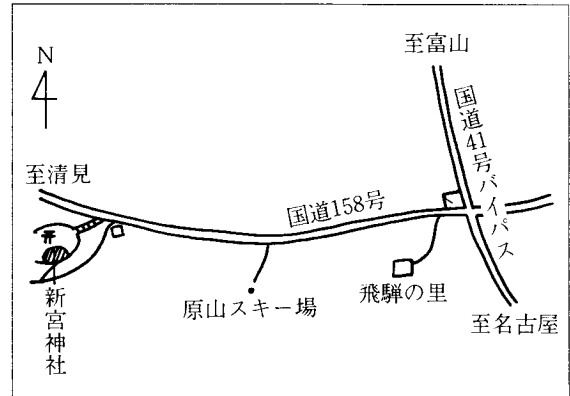 至富山
N
国道41号バイパス
至清見
国道158号
原山スキー場
飛騨の里
新宮神社
至名古屋